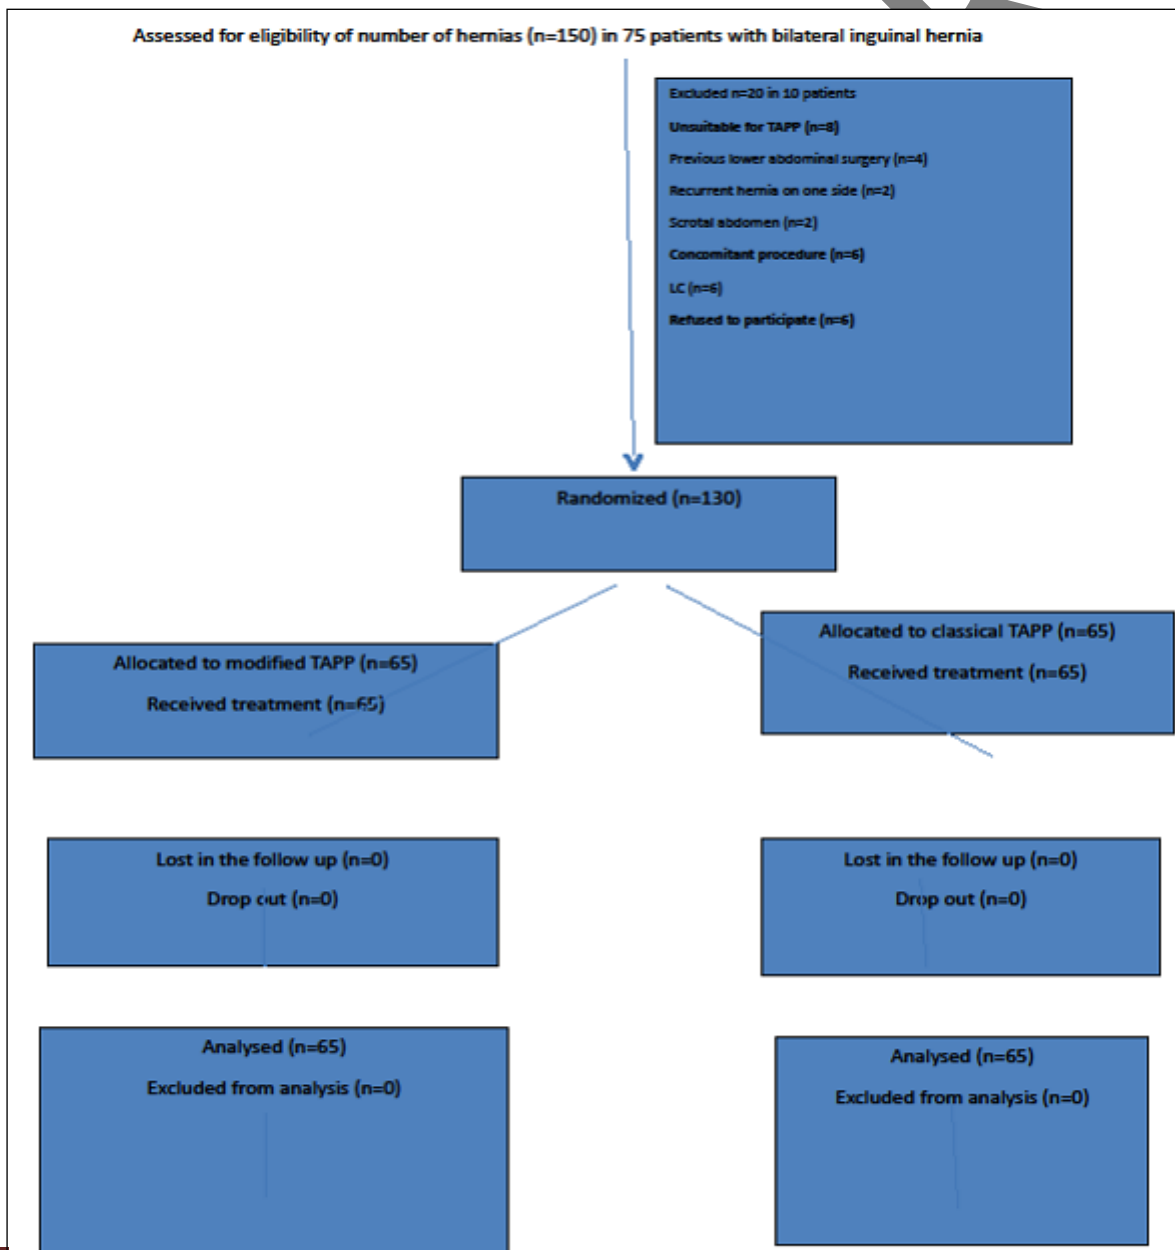 Assessed for eligibility of number of hernias (n=150) in 75 patients with bilateral inguinal hernia
Excluded n=20 in 10 patients
Unsuitable for TAPP (n=8)
Previous lower abdominal surgery (n=4)
Recurrent hernia on one side (n=2)
Scrotal abdomen (n=2)
Concomitant procedure (n=6)
LC (n=6)
Refused to participate (n=6)
Randomized (n=130)
Allocated to modified TAPP (n=65)
Received treatment (n=65)
Allocated to classical TAPP (n=65)
Received treatment (n=65)
Lost in the follow up (n=0)
Drop out (n=0)
Lost in the follow up (n=0)
Drop out (n=0)
Analysed (n=65)
Excluded from analysis (n=0)
Analysed (n=65)
Excluded from analysis (n=0)